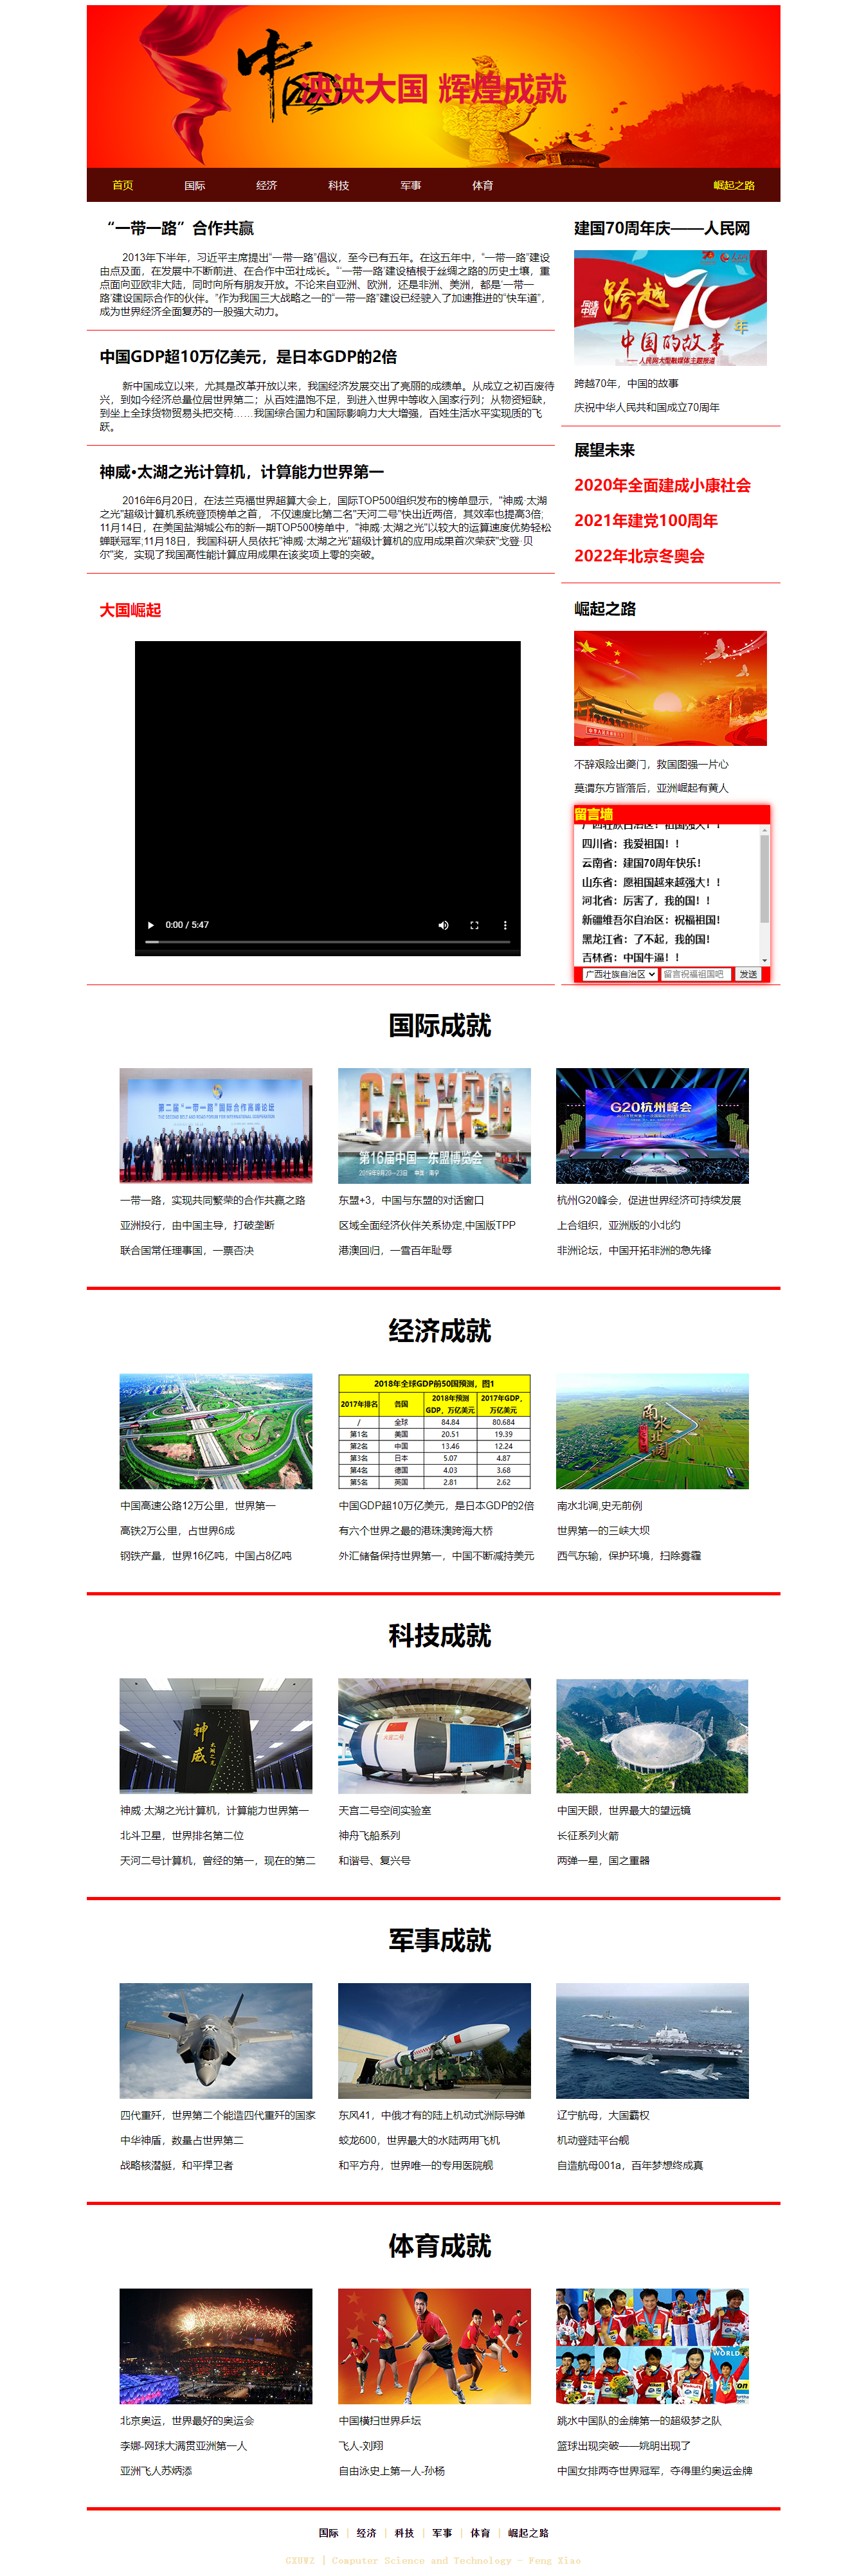 中国
泱泱大国 辉煌成就
首页 国际 经济 科技 军事 体育 崛起之路
“一带一路”合作共赢
2013年下半年，习近平主席提出“一带一路”倡议，至今已有五年。在这五年中，“一带一路”建设
由点及面，在发展中不断前进、在合作中茁壮成长。“‘一带一路’建设植根于丝绸之路的历史土壤，重
点面向亚欧非大陆，同时向所有朋友开放。不论来自亚洲、欧洲，还是非洲、美洲，都是‘一带一
路’建设国际合作的伙伴。”作为我国三大战略之一的“一带一路”建设已经驶入了加速推进的“快车道”，
成为世界经济全面复苏的一股强大动力。
中国GDP超10万亿美元，是日本GDP的2倍
新中国成立以来，尤其是改革开放以来，我国经济发展交出了亮丽的成绩单。从成立之初百废待
兴，到如今经济总量位居世界第二；从百姓温饱不足，到进入世界中等收入国家行列；从物资短缺，
到坐上全球货物贸易头把交椅……我国综合国力和国际影响力大大增强，百姓生活水平实现质的飞
跃。
神威·太湖之光计算机，计算能力世界第一
2016年6月20日，在法兰克福世界超算大会上，国际TOP500组织发布的榜单显示，"神威·太湖
之光"超级计算机系统登顶榜单之首， 不仅速度比第二名"天河二号"快出近两倍，其效率也提高3倍;
11月14日，在美国盐湖城公布的新一期TOP500榜单中，"神威·太湖之光"以较大的运算速度优势轻松
蝉联冠军;11月18日，我国科研人员依托"神威·太湖之光"超级计算机的应用成果首次荣获"戈登·贝
尔"奖，实现了我国高性能计算应用成果在该奖项上零的突破。
大国崛起
0:00 / 5:47
建国70周年庆——人民网
跨越70年
中国的故事
人民网大型融媒体主题报道
跨越70年，中国的故事
庆祝中华人民共和国成立70周年
展望未来
2020年全面建成小康社会
2021年建党100周年
2022年北京冬奥会
崛起之路
不辞艰险出夔门，救国图强一片心
莫谓东方皆落后，亚洲崛起有黄人
留言墙
广西壮族自治区：祖国强大！！
四川省：我爱祖国！！
云南省：建国70周年快乐！
山东省：愿祖国越来越强大！！
河北省：厉害了，我的国！！
新疆维吾尔自治区：祝福祖国！
黑龙江省：了不起，我的国！
吉林省：中国牛逼！！
广西壮族自治区 留言祝福祖国吧 发送
国际成就
第二届“一带一路”国际合作高峰论坛
THE SECOND BELT AND ROAD FORUM FOR INTERNATIONAL COOPERATION
CAEXPO
第16届中国—东盟博览会
G20杭州峰会
一带一路，实现共同繁荣的合作共赢之路
亚洲投行，由中国主导，打破垄断
联合国常任理事国，一票否决
东盟+3，中国与东盟的对话窗口
区域全面经济伙伴关系协定,中国版TPP
港澳回归，一雪百年耻辱
杭州G20峰会，促进世界经济可持续发展
上合组织，亚洲版的小北约
非洲论坛，中国开拓非洲的急先锋
经济成就
2018年全球GDP前50国预测，图1
2017年排名 各国 2018年预测GDP，万亿美元 2017年GDP，万亿美元
/ 全球 84.84 80.684
第1名 美国 20.51 19.39
第2名 中国 13.46 12.24
第3名 日本 5.07 4.87
第4名 德国 4.03 3.68
第5名 英国 2.81 2.62
南水北调
中国高速公路12万公里，世界第一
高铁2万公里，占世界6成
钢铁产量，世界16亿吨，中国占8亿吨
中国GDP超10万亿美元，是日本GDP的2倍
有六个世界之最的港珠澳跨海大桥
外汇储备保持世界第一，中国不断减持美元
南水北调,史无前例
世界第一的三峡大坝
西气东输，保护环境，扫除雾霾
科技成就
神威
太湖之光
天宫二号
神威·太湖之光计算机，计算能力世界第一
北斗卫星，世界排名第二位
天河二号计算机，曾经的第一，现在的第二
天宫二号空间实验室
神舟飞船系列
和谐号、复兴号
中国天眼，世界最大的望远镜
长征系列火箭
两弹一星，国之重器
军事成就
四代重歼，世界第二个能造四代重歼的国家
中华神盾，数量占世界第二
战略核潜艇，和平捍卫者
东风41，中俄才有的陆上机动式洲际导弹
蛟龙600，世界最大的水陆两用飞机
和平方舟，世界唯一的专用医院舰
辽宁航母，大国霸权
机动登陆平台舰
自造航母001a，百年梦想终成真
体育成就
北京奥运，世界最好的奥运会
李娜-网球大满贯亚洲第一人
亚洲飞人苏炳添
中国横扫世界乒坛
飞人-刘翔
自由泳史上第一人-孙杨
跳水中国队的金牌第一的超级梦之队
篮球出现突破——姚明出现了
中国女排两夺世界冠军，夺得里约奥运金牌
国际 | 经济 | 科技 | 军事 | 体育 | 崛起之路
GXUWZ | Computer Science and Technology - Feng Xiao